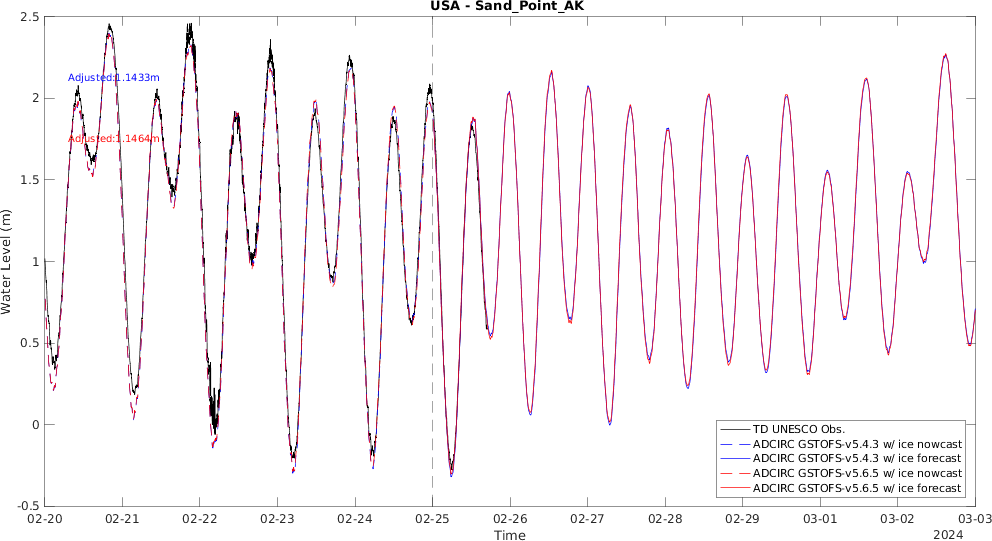 USA - Sand_Point_AK
2.5
2
1.5
1
0.5
0
-0.5
Water Level (m)
Adjusted:1.1433m
Adjusted:1.1464m
TD UNESCO Obs.
ADCIRC GSTOFS-v5.4.3 w/ ice nowcast
ADCIRC GSTOFS-v5.4.3 w/ ice forecast
ADCIRC GSTOFS-v5.6.5 w/ ice nowcast
ADCIRC GSTOFS-v5.6.5 w/ ice forecast
02-20 02-21 02-22 02-23 02-24 02-25 02-26 02-27 02-28 02-29 03-01 03-02 03-03
Time
2024